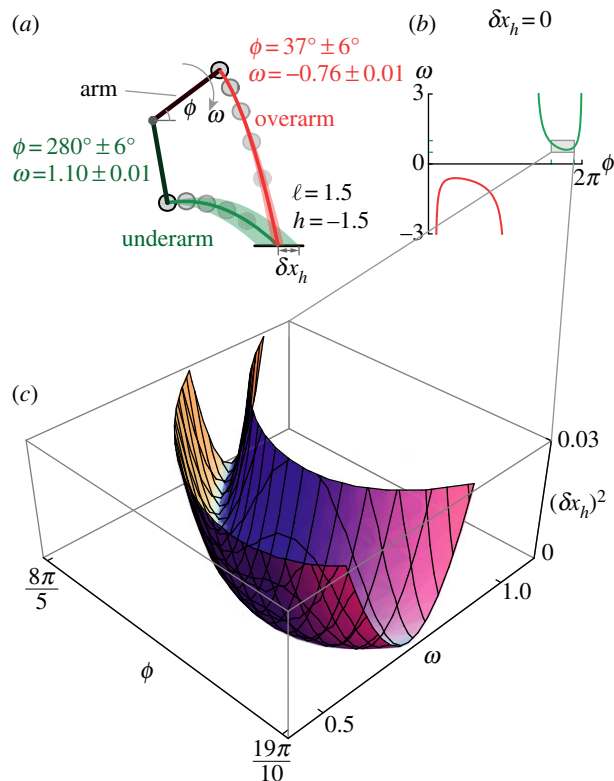 (a)
ϕ = 37° ± 6°
ω = −0.76 ± 0.01
arm
ϕ
ω
overarm
ϕ = 280° ± 6°
ω = 1.10 ± 0.01
ℓ = 1.5
h = −1.5
underarm
δx_h
(b)
δx_h = 0
ω
3
0
2π ϕ
−3
(c)
0.03
(δx_h)²
0
8π/5
1.0
ϕ
ω
0.5
19π/10